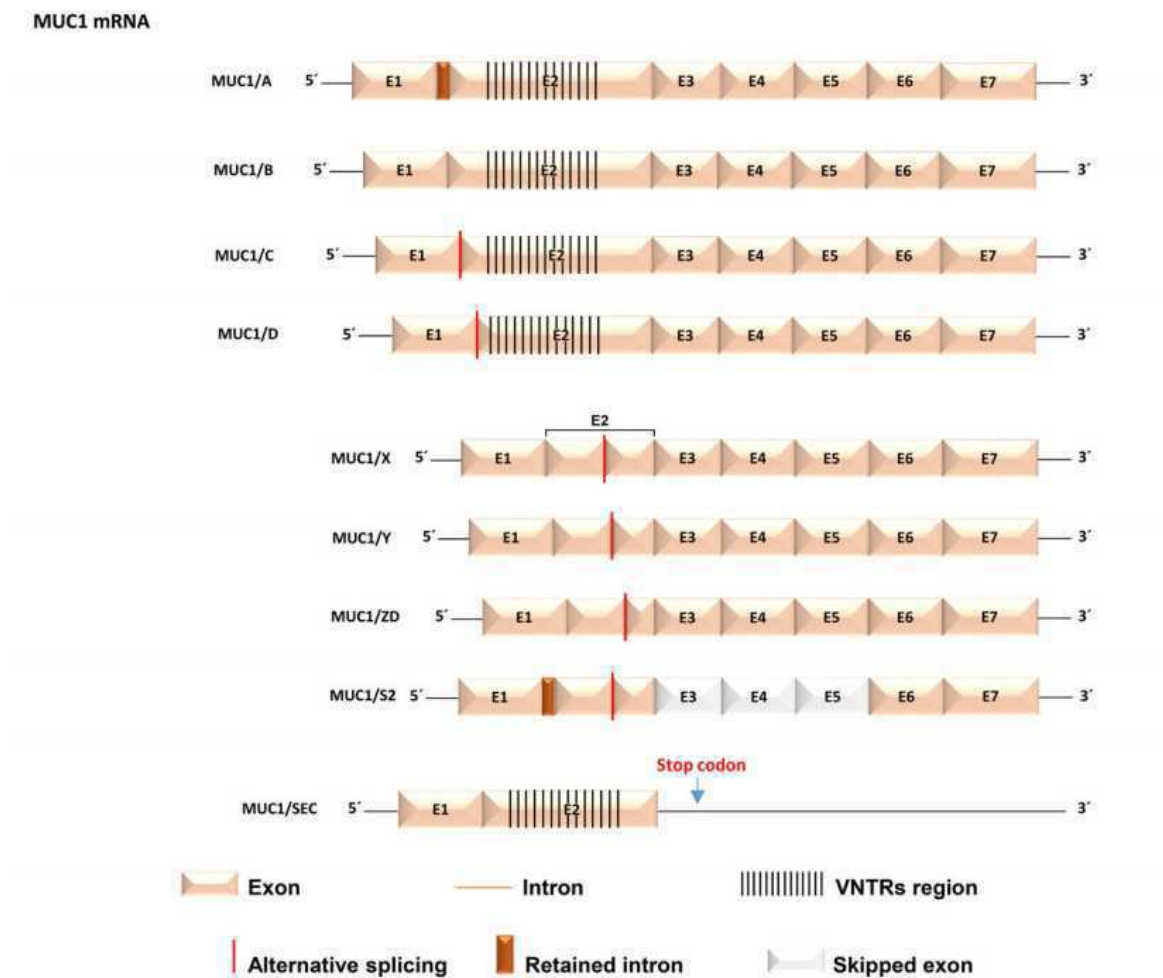 MUC1 mRNA
MUC1/A 5´ E1 E2 E3 E4 E5 E6 E7 3´
MUC1/B 5´ E1 E2 E3 E4 E5 E6 E7 3´
MUC1/C 5´ E1 E2 E3 E4 E5 E6 E7 3´
MUC1/D 5´ E1 E2 E3 E4 E5 E6 E7 3´
E2
MUC1/X 5´ E1 E3 E4 E5 E6 E7 3´
MUC1/Y 5´ E1 E3 E4 E5 E6 E7 3´
MUC1/ZD 5´ E1 E3 E4 E5 E6 E7 3´
MUC1/S2 5´ E1 E3 E4 E5 E6 E7 3´
Stop codon
MUC1/SEC 5´ E1 E2 3´
Exon Intron VNTRs region
Alternative splicing Retained intron Skipped exon